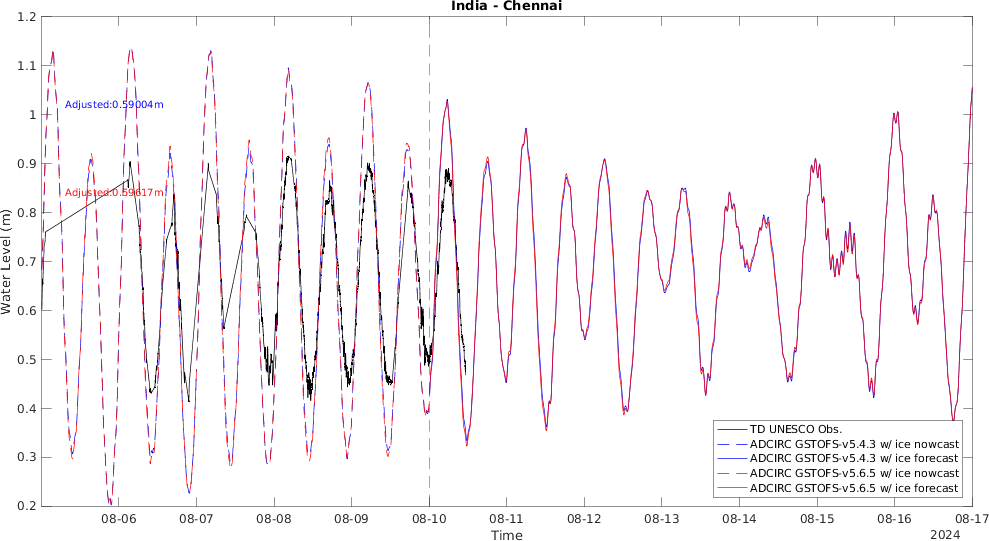 India - Chennai
1.2
1.1
1
0.9
0.8
0.7
0.6
0.5
0.4
0.3
0.2
Water Level (m)
Adjusted:0.59004m
Adjusted:0.59617m
TD UNESCO Obs.
ADCIRC GSTOFS-v5.4.3 w/ ice nowcast
ADCIRC GSTOFS-v5.4.3 w/ ice forecast
ADCIRC GSTOFS-v5.6.5 w/ ice nowcast
ADCIRC GSTOFS-v5.6.5 w/ ice forecast
08-06 08-07 08-08 08-09 08-10 08-11 08-12 08-13 08-14 08-15 08-16 08-17
Time
2024